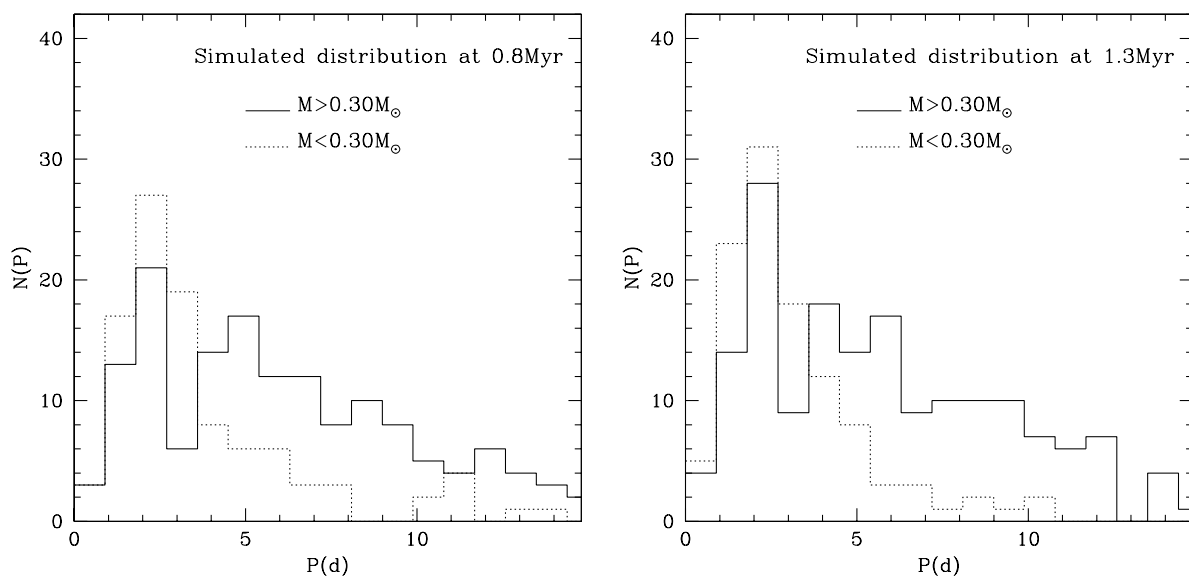 Simulated distribution at 0.8Myr
M>0.30M☉
M<0.30M☉
N(P)
40
30
20
10
0
0 5 10
P(d)
Simulated distribution at 1.3Myr
M>0.30M☉
M<0.30M☉
N(P)
40
30
20
10
0
0 5 10
P(d)